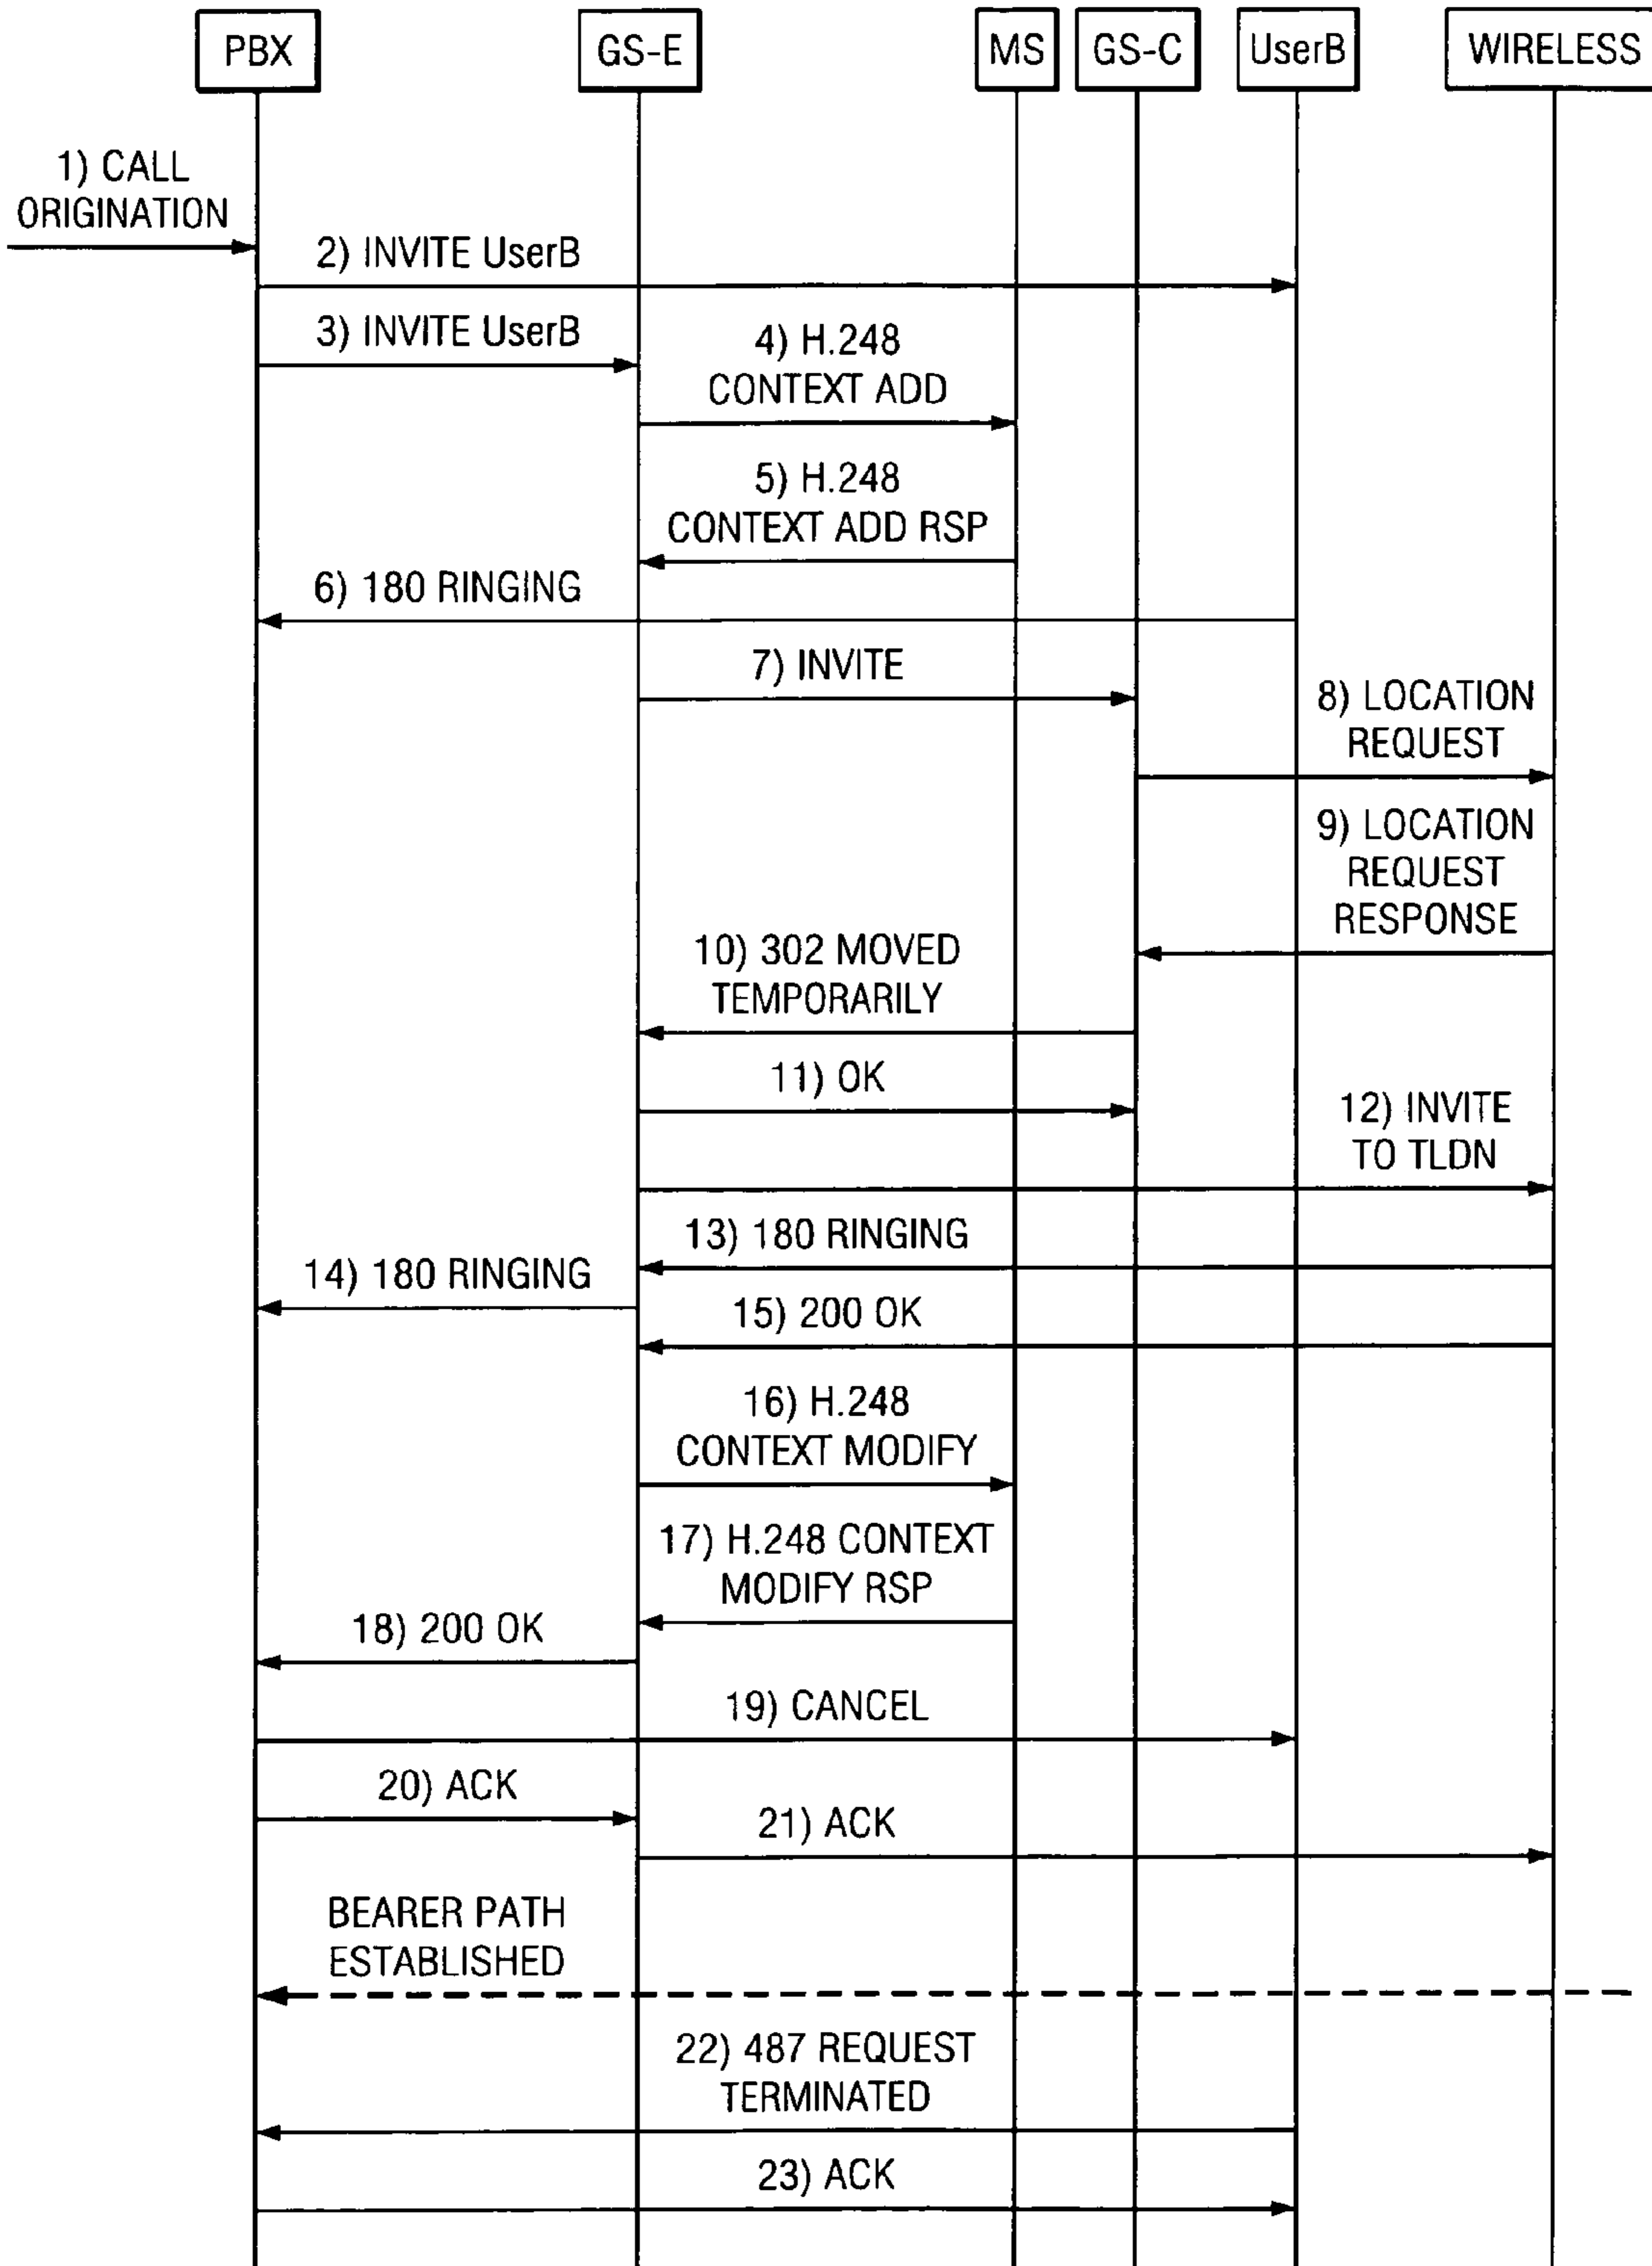 PBX
GS-E
MS
GS-C
UserB
WIRELESS
1) CALL
ORIGINATION
2) INVITE UserB
3) INVITE UserB
4) H.248
CONTEXT ADD
5) H.248
CONTEXT ADD RSP
6) 180 RINGING
7) INVITE
8) LOCATION
REQUEST
9) LOCATION
REQUEST
RESPONSE
10) 302 MOVED
TEMPORARILY
11) OK
12) INVITE
TO TLDN
13) 180 RINGING
14) 180 RINGING
15) 200 OK
16) H.248
CONTEXT MODIFY
17) H.248 CONTEXT
MODIFY RSP
18) 200 OK
19) CANCEL
20) ACK
21) ACK
BEARER PATH
ESTABLISHED
22) 487 REQUEST
TERMINATED
23) ACK